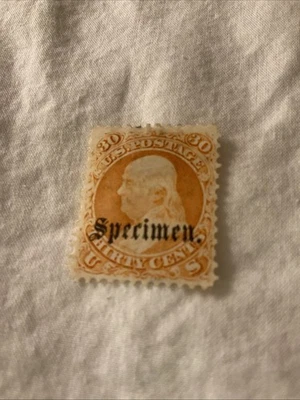 30 30
U.S. POSTAGE
Specimen.
THIRTY CENTS
U S